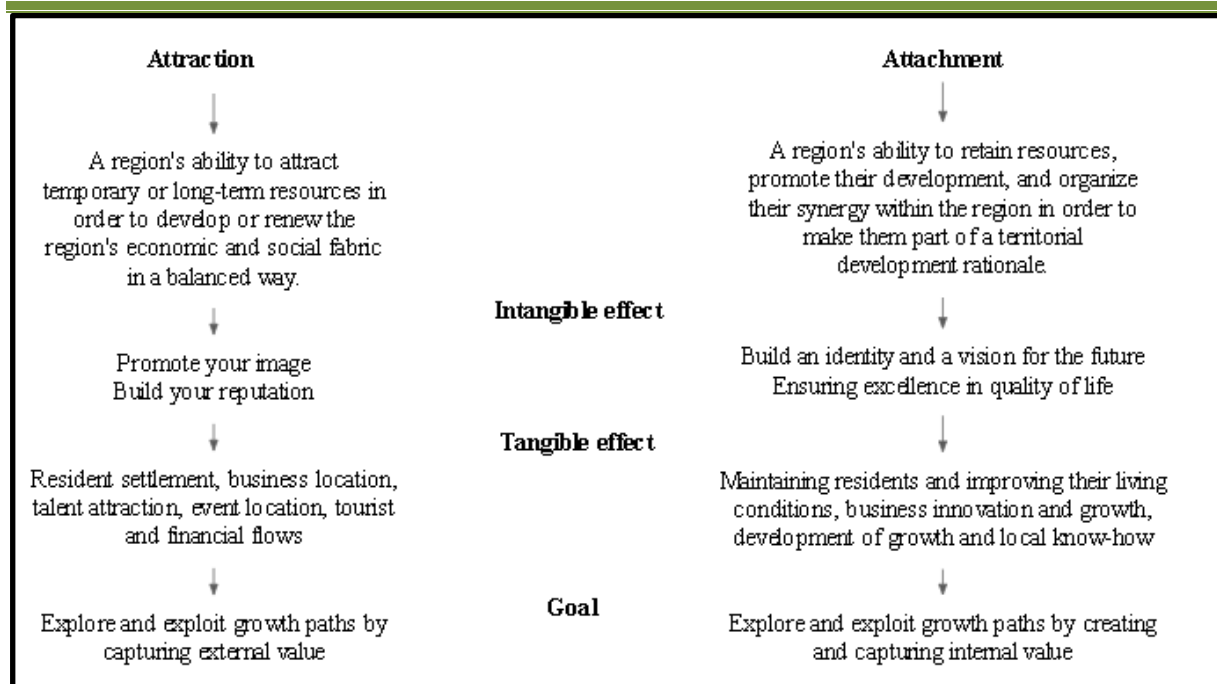 Attraction
A region's ability to attract
temporary or long-term resources in
order to develop or renew the
region's economic and social fabric
in a balanced way.
Promote your image
Build your reputation
Resident settlement, business location,
talent attraction, event location, tourist
and financial flows
Explore and exploit growth paths by
capturing external value
Intangible effect
Tangible effect
Goal
Attachment
A region's ability to retain resources,
promote their development, and organize
their synergy within the region in order to
make them part of a territorial
development rationale.
Build an identity and a vision for the future
Ensuring excellence in quality of life
Maintaining residents and improving their living
conditions, business innovation and growth,
development of growth and local know-how
Explore and exploit growth paths by creating
and capturing internal value